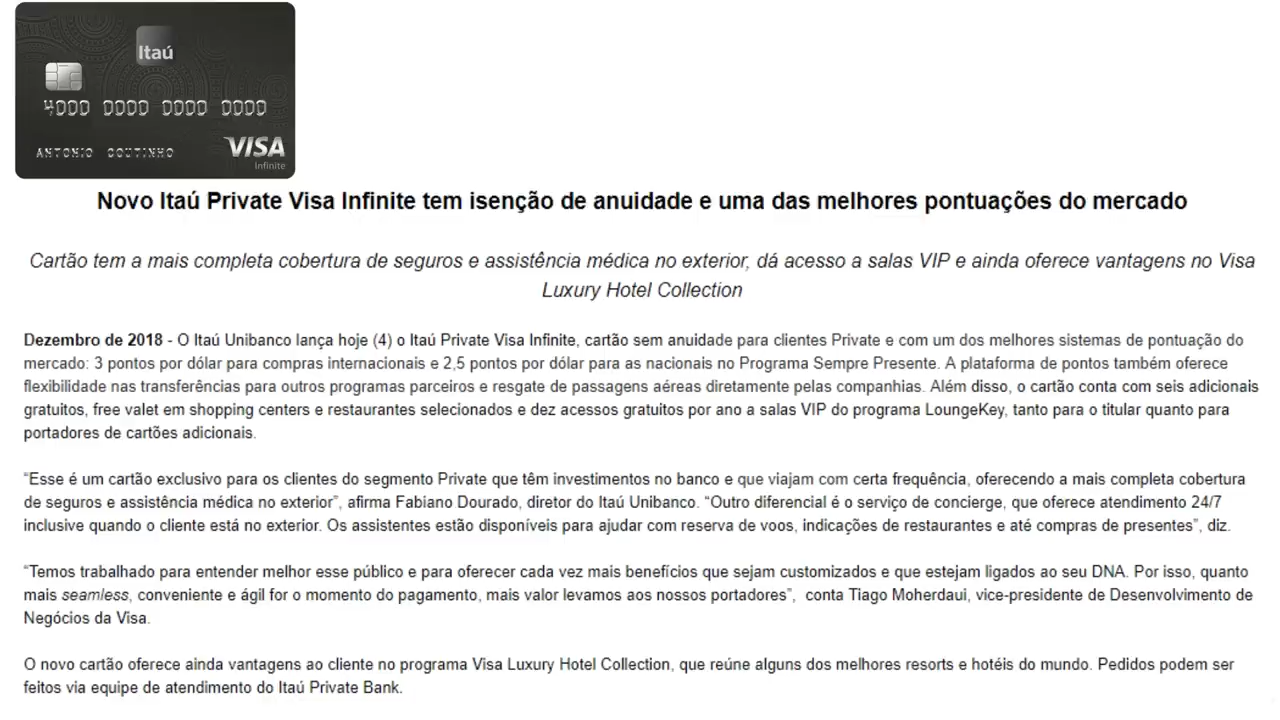 Itaú
4000 0000 0000 0000
ANTONIO COUTINHO
VISA
Infinite
Novo Itaú Private Visa Infinite tem isenção de anuidade e uma das melhores pontuações do mercado
Cartão tem a mais completa cobertura de seguros e assistência médica no exterior, dá acesso a salas VIP e ainda oferece vantagens no Visa
Luxury Hotel Collection
Dezembro de 2018 - O Itaú Unibanco lança hoje (4) o Itaú Private Visa Infinite, cartão sem anuidade para clientes Private e com um dos melhores sistemas de pontuação do
mercado: 3 pontos por dólar para compras internacionais e 2,5 pontos por dólar para as nacionais no Programa Sempre Presente. A plataforma de pontos também oferece
flexibilidade nas transferências para outros programas parceiros e resgate de passagens aéreas diretamente pelas companhias. Além disso, o cartão conta com seis adicionais
gratuitos, free valet em shopping centers e restaurantes selecionados e dez acessos gratuitos por ano a salas VIP do programa LoungeKey, tanto para o titular quanto para
portadores de cartões adicionais.
“Esse é um cartão exclusivo para os clientes do segmento Private que têm investimentos no banco e que viajam com certa frequência, oferecendo a mais completa cobertura
de seguros e assistência médica no exterior”, afirma Fabiano Dourado, diretor do Itaú Unibanco. “Outro diferencial é o serviço de concierge, que oferece atendimento 24/7
inclusive quando o cliente está no exterior. Os assistentes estão disponíveis para ajudar com reserva de voos, indicações de restaurantes e até compras de presentes”, diz.
“Temos trabalhado para entender melhor esse público e para oferecer cada vez mais benefícios que sejam customizados e que estejam ligados ao seu DNA. Por isso, quanto
mais seamless, conveniente e ágil for o momento do pagamento, mais valor levamos aos nossos portadores”, conta Tiago Moherdaui, vice-presidente de Desenvolvimento de
Negócios da Visa.
O novo cartão oferece ainda vantagens ao cliente no programa Visa Luxury Hotel Collection, que reúne alguns dos melhores resorts e hotéis do mundo. Pedidos podem ser
feitos via equipe de atendimento do Itaú Private Bank.